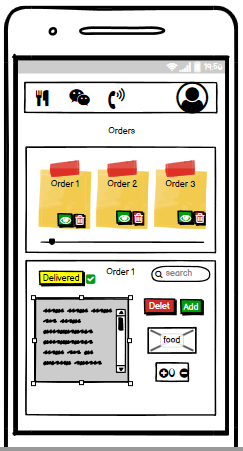 Orders
Order 1 Order 2 Order 3
Delivered Order 1 search
Delet Add
food